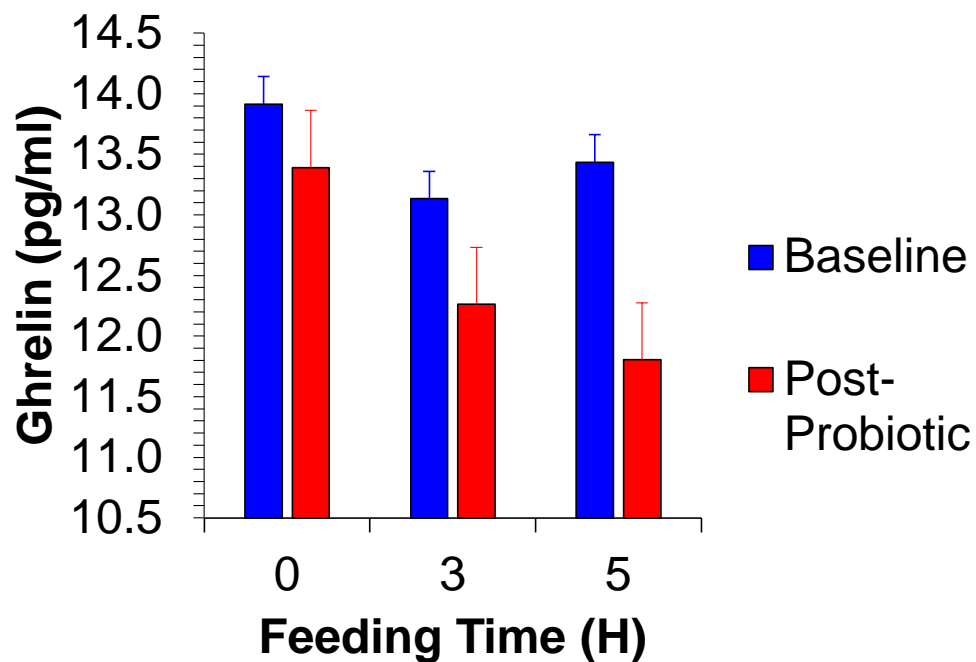 Ghrelin (pg/ml)
14.5
14.0
13.5
13.0
12.5
12.0
11.5
11.0
10.5
0 3 5
Feeding Time (H)
Baseline
Post-
Probiotic